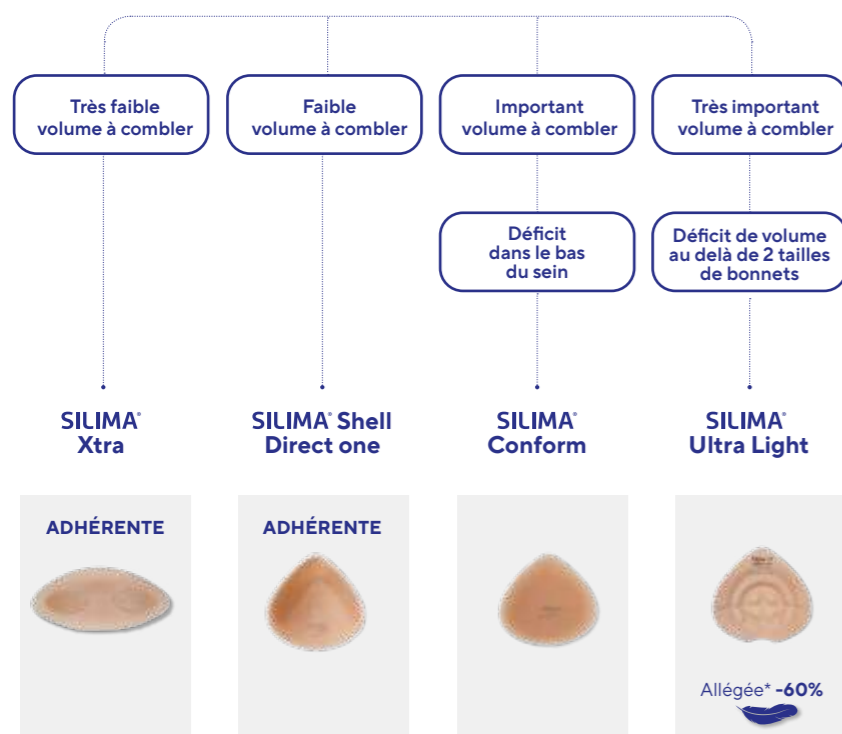 Très faible
volume à combler
Faible
volume à combler
Important
volume à combler
Très important
volume à combler
Déficit
dans le bas
du sein
Déficit de volume
au delà de 2 tailles
de bonnets
SILIMA®
Xtra
SILIMA® Shell
Direct one
SILIMA®
Conform
SILIMA®
Ultra Light
ADHÉRENTE
ADHÉRENTE
Allégée* -60%